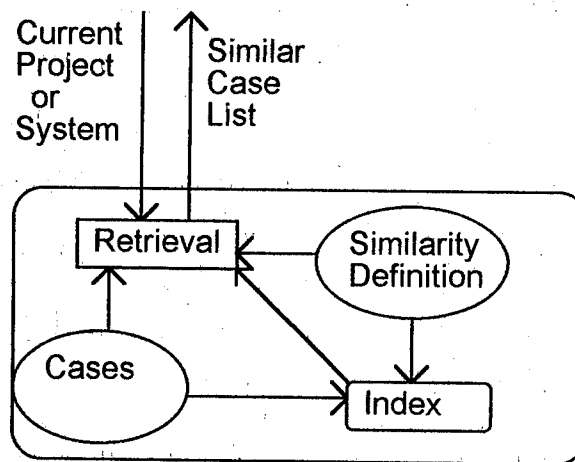 Current
Project
or
System
Similar
Case
List
Retrieval
Similarity
Definition
Cases
Index